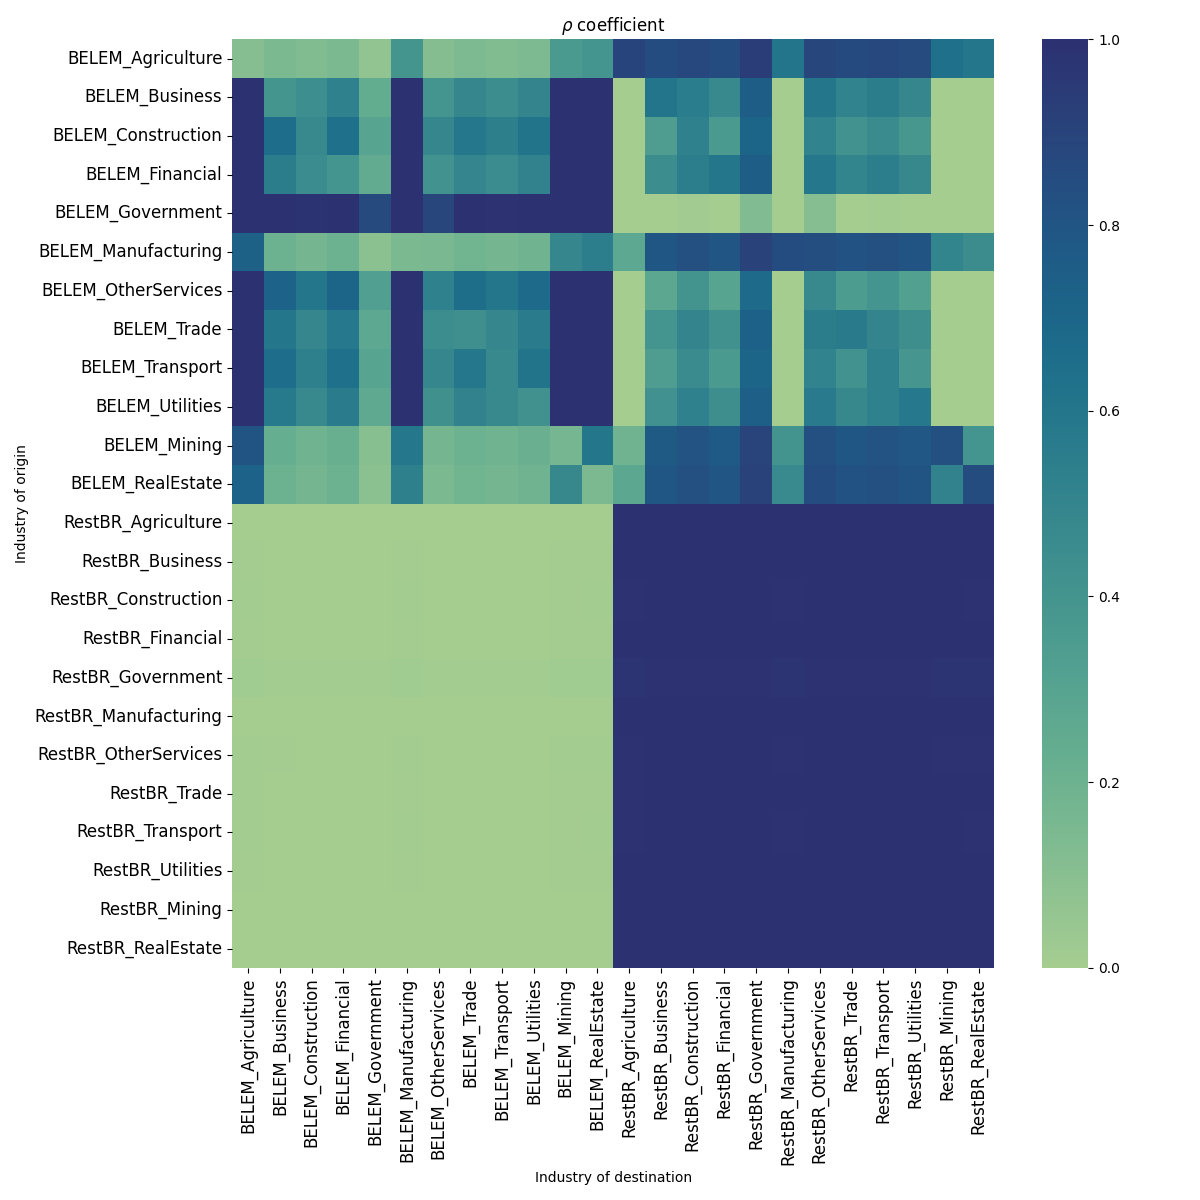 ρ coefficient
BELEM_Agriculture
BELEM_Business
BELEM_Construction
BELEM_Financial
BELEM_Government
BELEM_Manufacturing
BELEM_OtherServices
BELEM_Trade
BELEM_Transport
BELEM_Utilities
BELEM_Mining
BELEM_RealEstate
RestBR_Agriculture
RestBR_Business
RestBR_Construction
RestBR_Financial
RestBR_Government
RestBR_Manufacturing
RestBR_OtherServices
RestBR_Trade
RestBR_Transport
RestBR_Utilities
RestBR_Mining
RestBR_RealEstate
Industry of origin
BELEM_Agriculture
BELEM_Business
BELEM_Construction
BELEM_Financial
BELEM_Government
BELEM_Manufacturing
BELEM_OtherServices
BELEM_Trade
BELEM_Transport
BELEM_Utilities
BELEM_Mining
BELEM_RealEstate
RestBR_Agriculture
RestBR_Business
RestBR_Construction
RestBR_Financial
RestBR_Government
RestBR_Manufacturing
RestBR_OtherServices
RestBR_Trade
RestBR_Transport
RestBR_Utilities
RestBR_Mining
RestBR_RealEstate
Industry of destination
1.0
0.8
0.6
0.4
0.2
0.0